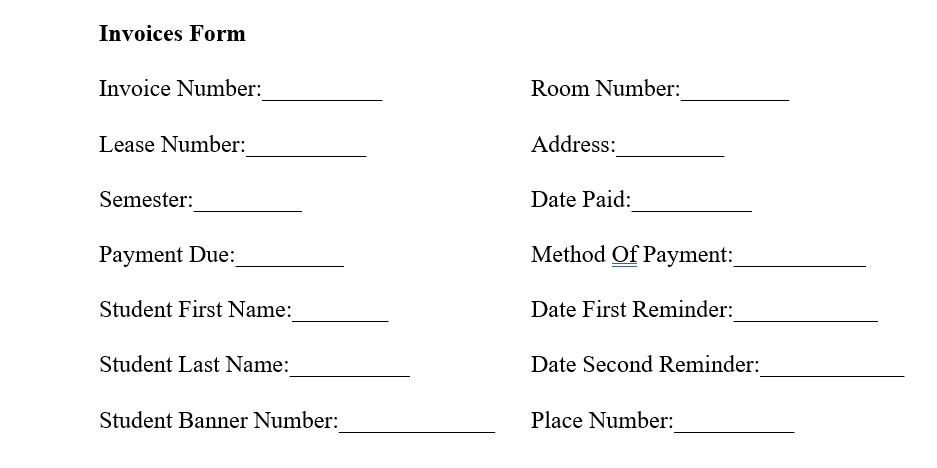 Invoices Form
Invoice Number:__________ Room Number:_________
Lease Number:__________ Address:_________
Semester:_________ Date Paid:__________
Payment Due:_________ Method Of Payment:___________
Student First Name:________ Date First Reminder:____________
Student Last Name:__________ Date Second Reminder:____________
Student Banner Number:_____________ Place Number:__________